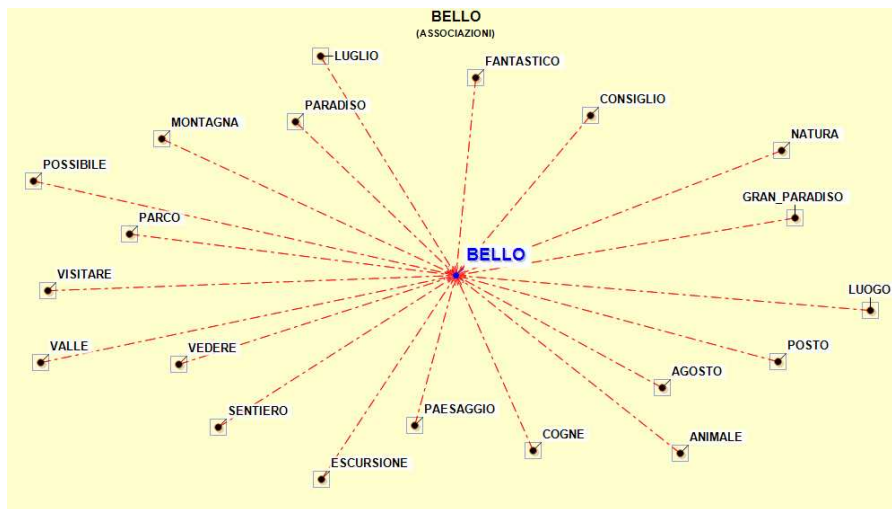 BELLO
(ASSOCIAZIONI)
LUGLIO
FANTASTICO
CONSIGLIO
PARADISO
MONTAGNA
NATURA
POSSIBILE
GRAN_PARADISO
PARCO
BELLO
VISITARE
LUOGO
VALLE
VEDERE
POSTO
AGOSTO
SENTIERO
PAESAGGIO
COGNE
ANIMALE
ESCURSIONE